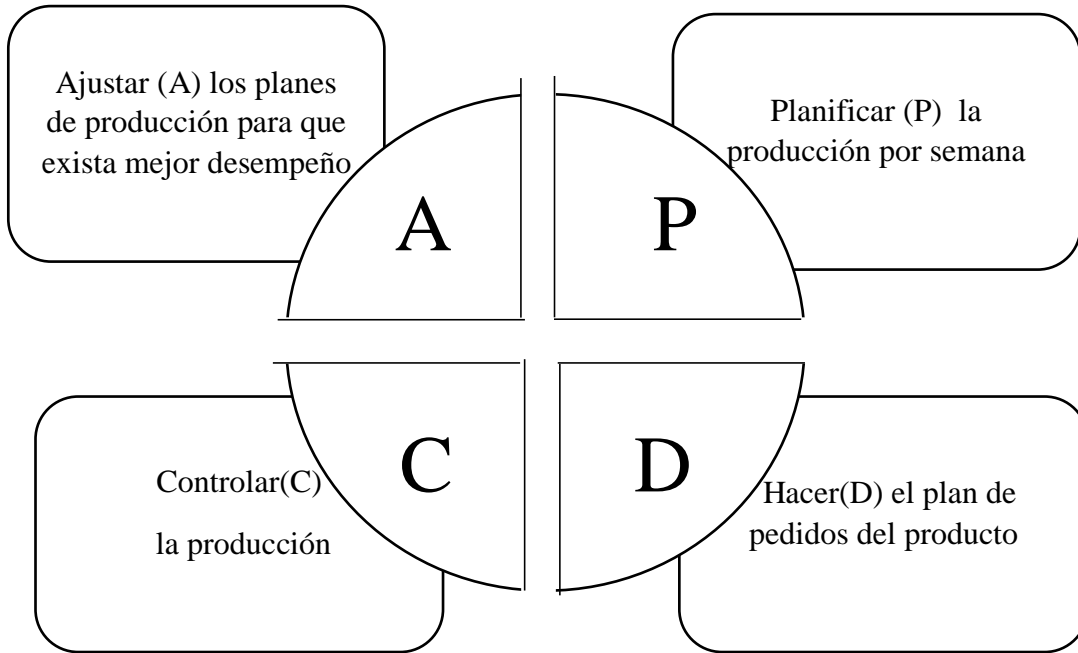 Ajustar (A) los planes
de producción para que
exista mejor desempeño
A
Planificar (P) la
producción por semana
P
Controlar(C)
la producción
C
Hacer(D) el plan de
pedidos del producto
D